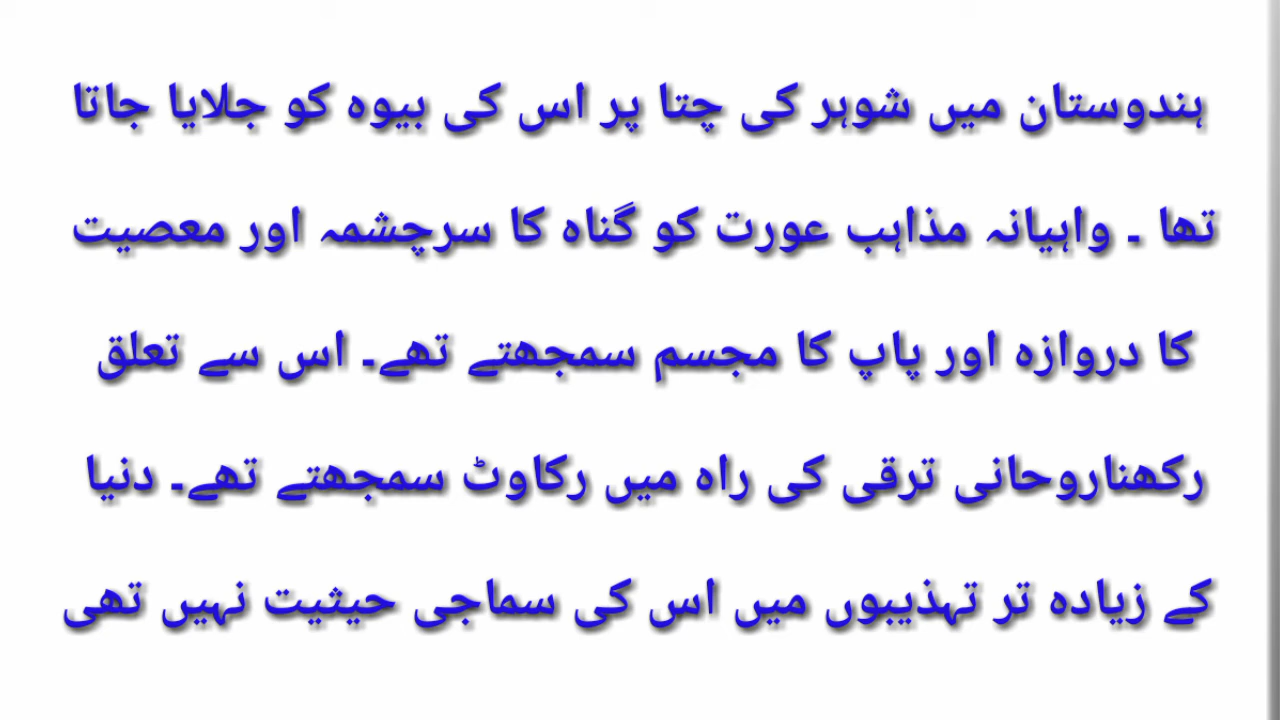 ہندوستان میں شوہر کی چتا پر اس کی بیوہ کو جلایا جاتا
تھا ۔ واہیانہ مذاہب عورت کو گناہ کا سرچشمہ اور معصیت
کا دروازہ اور پاپ کا مجسمِ سمجھتے تھے۔ اس سے تعلق
رکھناروحانی ترقی کی راہ میں رکاوٹ سمجھتے تھے۔ دنیا
کے زیادہ تر تہذیبوں میں اس کی سماجی حیثیت نہیں تھی